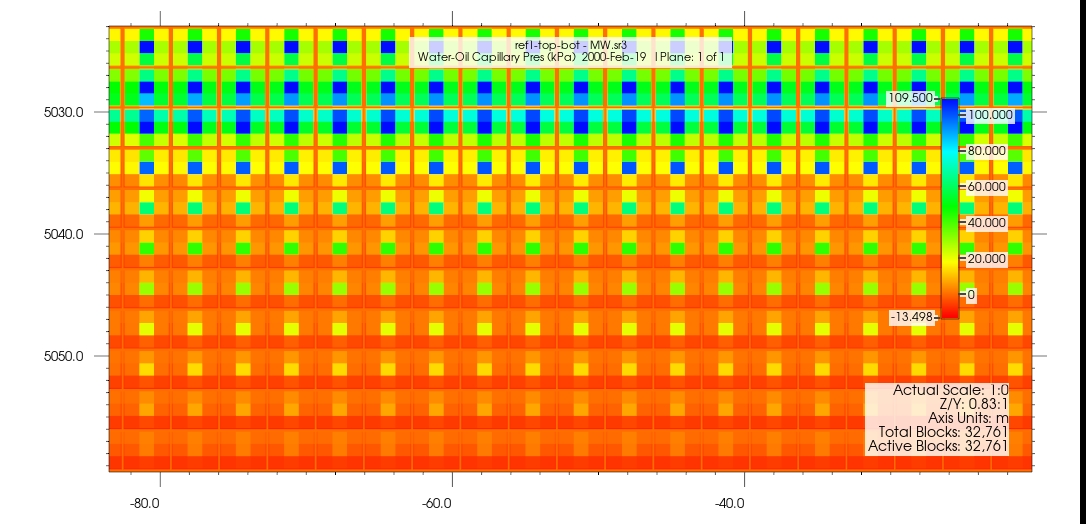 ref1-top-bot - MW.sr3
Water-Oil Capillary Pres (kPa) 2000-Feb-19 I Plane: 1 of 1
109.500
100.000
5030.0
80.000
60.000
5040.0
40.000
20.000
0
-13.498
5050.0
Actual Scale: 1:0
Z/Y: 0.83:1
Axis Units: m
Total Blocks: 32,761
Active Blocks: 32,761
-80.0 -60.0 -40.0